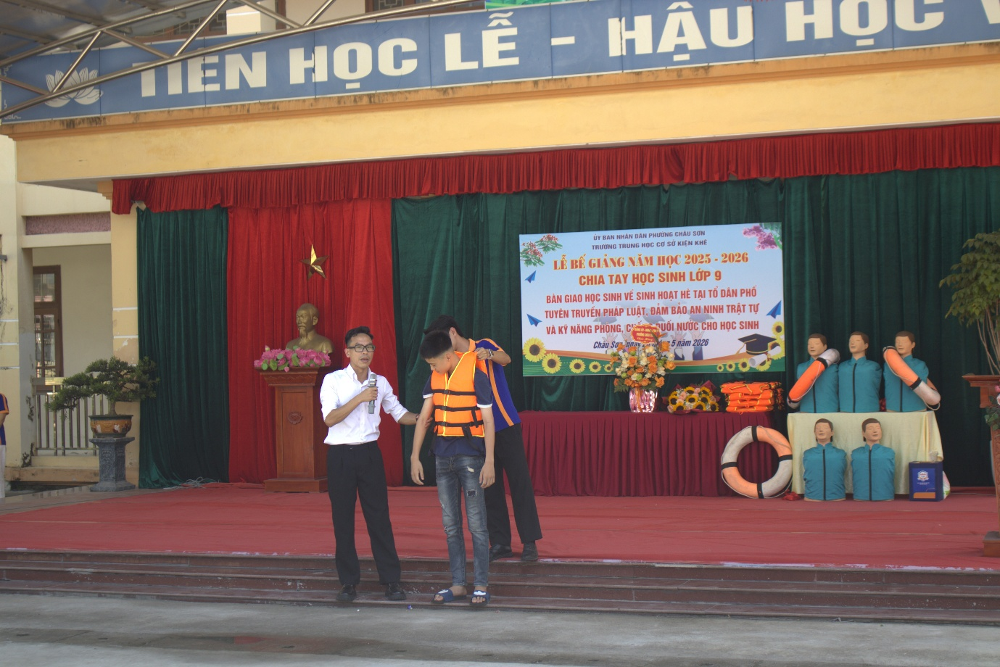 TIÊN HỌC LỄ - HẬU HỌC
ỦY BAN NHÂN DÂN PHƯỜNG CHÂU SƠN
TRƯỜNG TRUNG HỌC CƠ SỞ KIỆN KHÊ
LỄ BẾ GIẢNG NĂM HỌC 2025 - 2026
CHIA TAY HỌC SINH LỚP 9
BÀN GIAO HỌC SINH VỀ SINH HOẠT HÈ TẠI TỔ DÂN PHỐ
TUYÊN TRUYỀN PHÁP LUẬT, ĐẢM BẢO AN NINH TRẬT TỰ
VÀ KỸ NĂNG PHÒNG, ĐUỐI NƯỚC CHO HỌC SINH
Châu Sơn, ngày 5 năm 2026